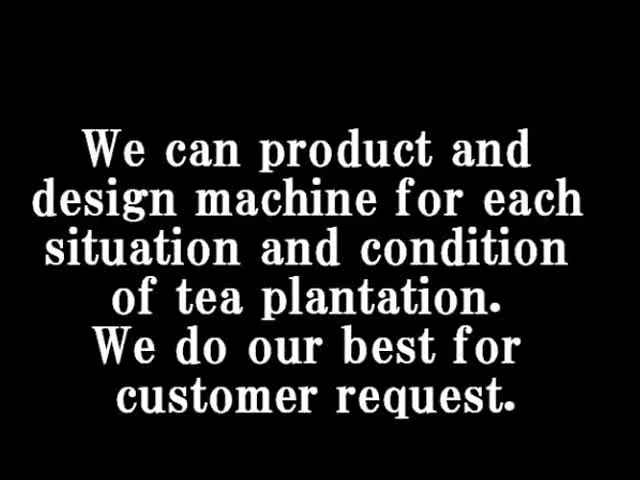 We can product and
design machine for each
situation and condition
of tea plantation.
We do our best for
customer request.